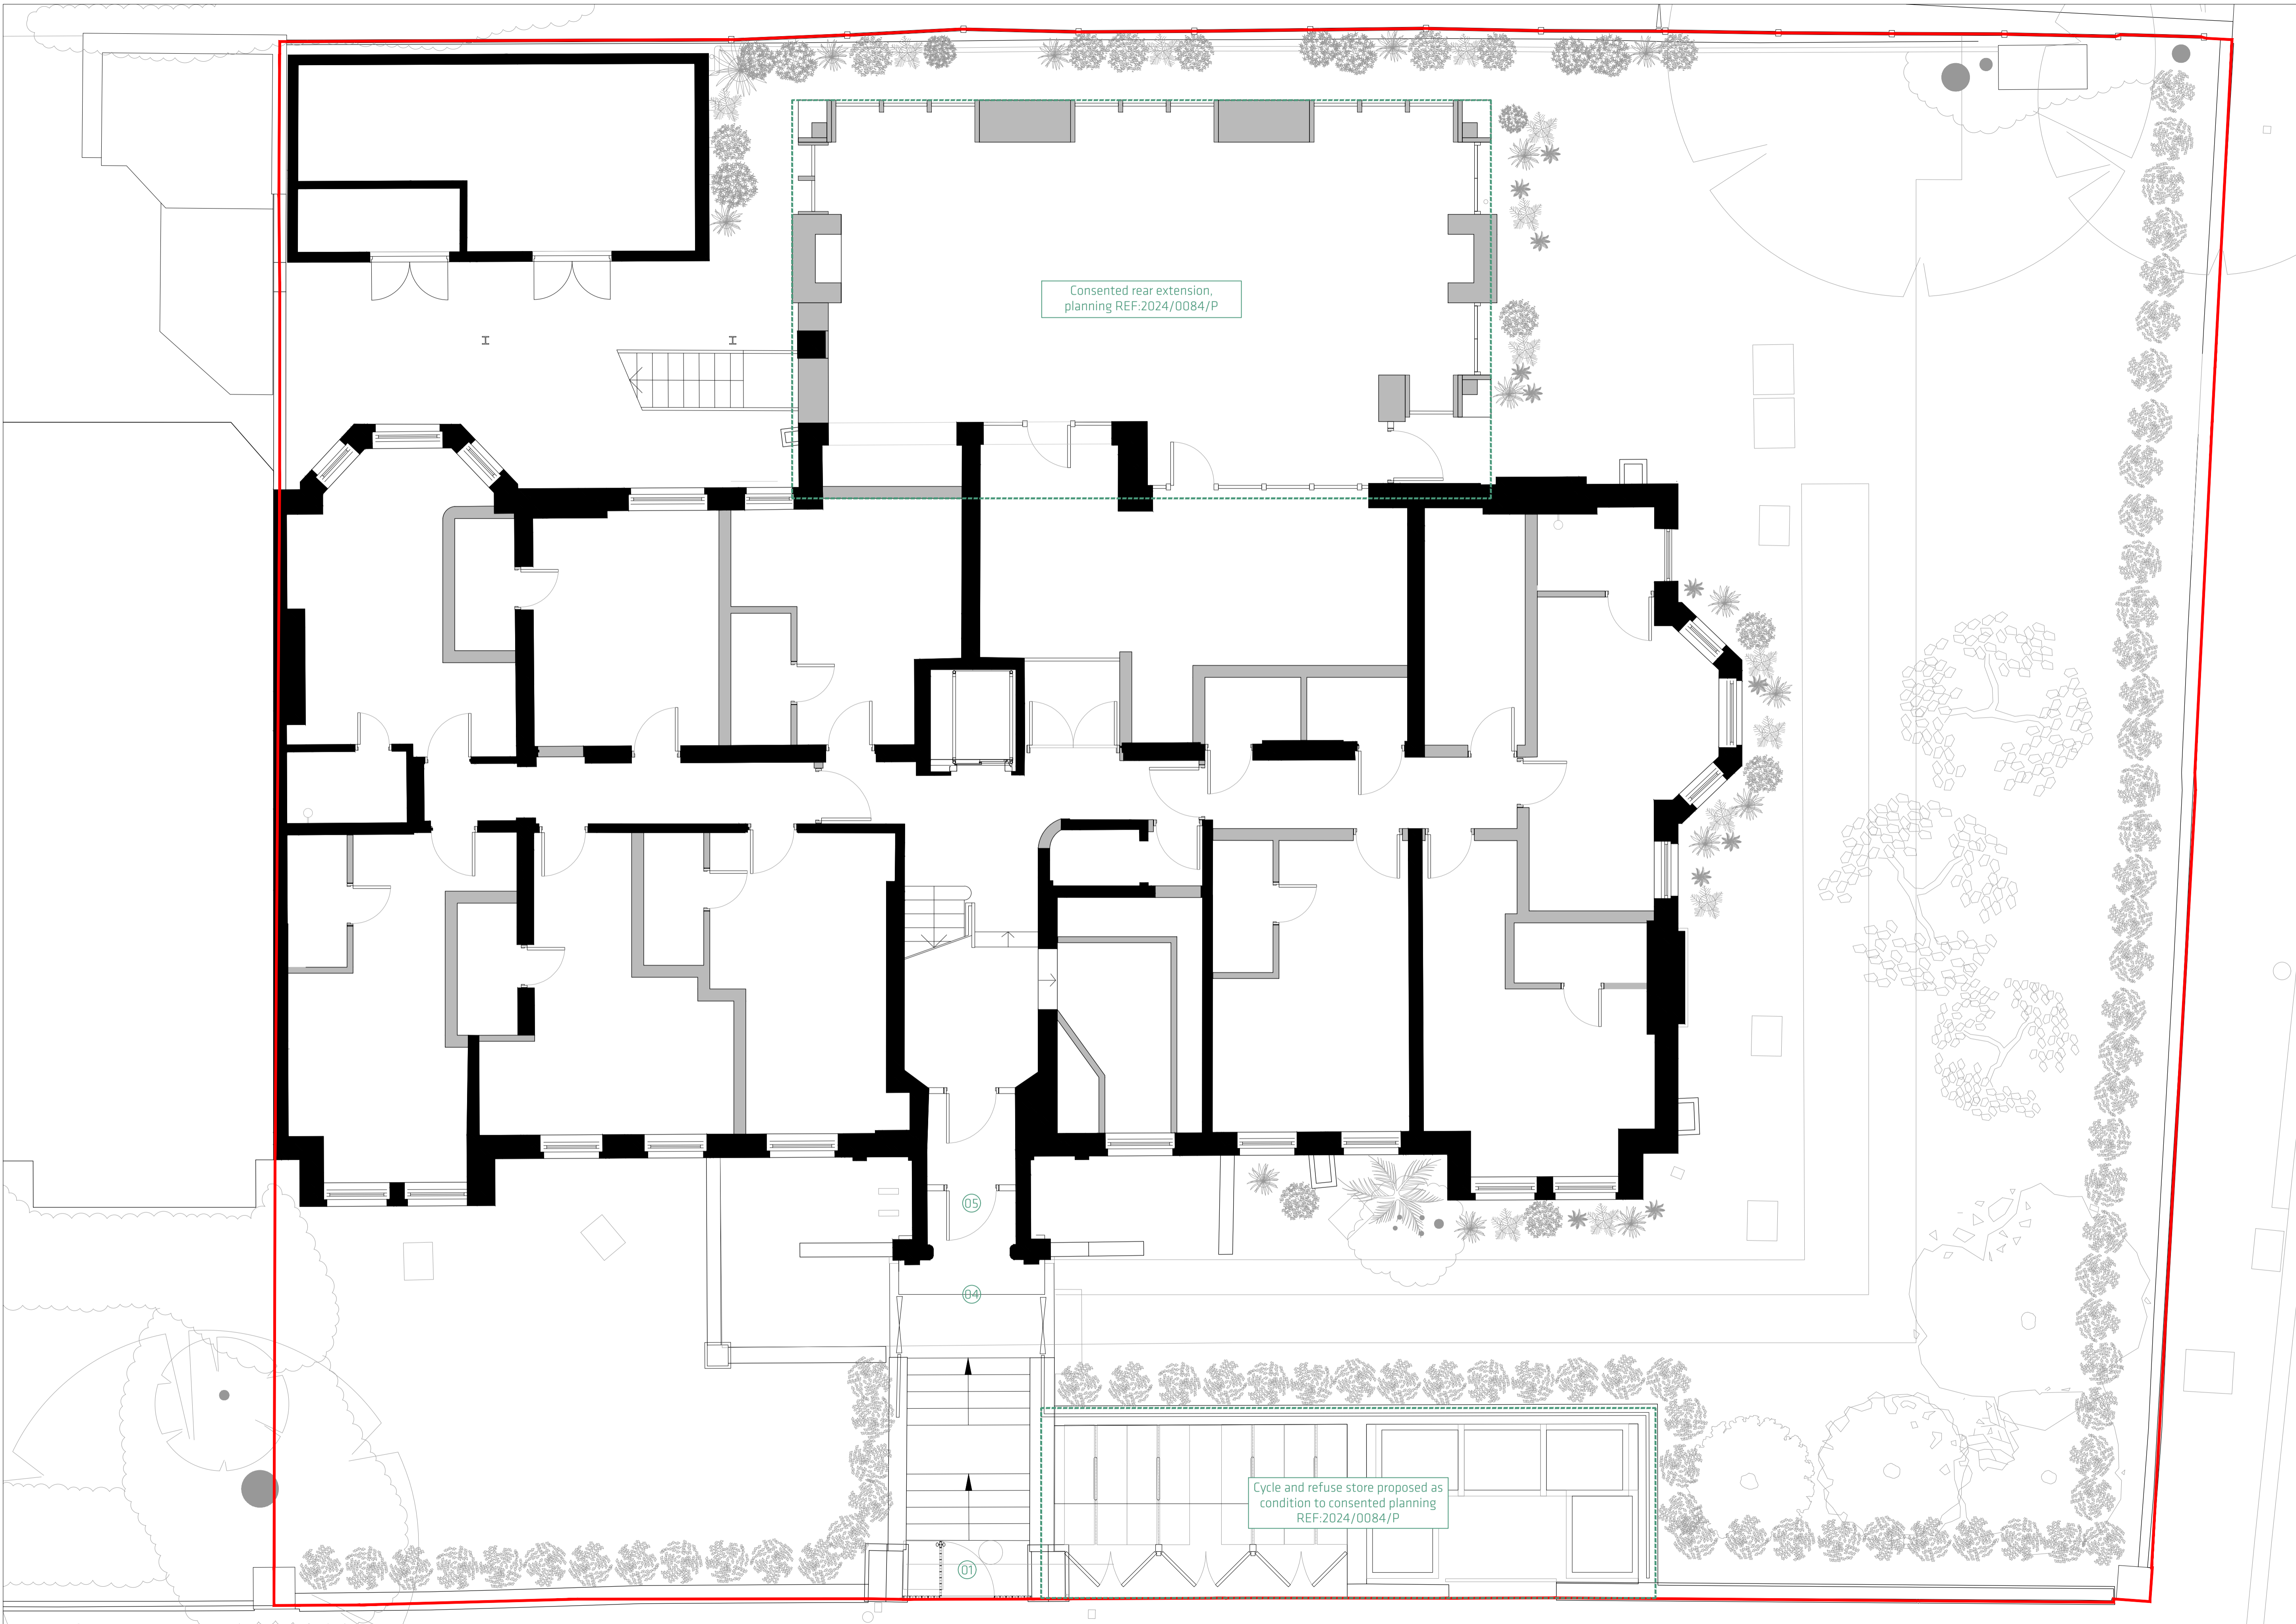 Consented rear extension,
planning REF:2024/0084/P
05
04
Cycle and refuse store proposed as
condition to consented planning
REF:2024/0084/P
01